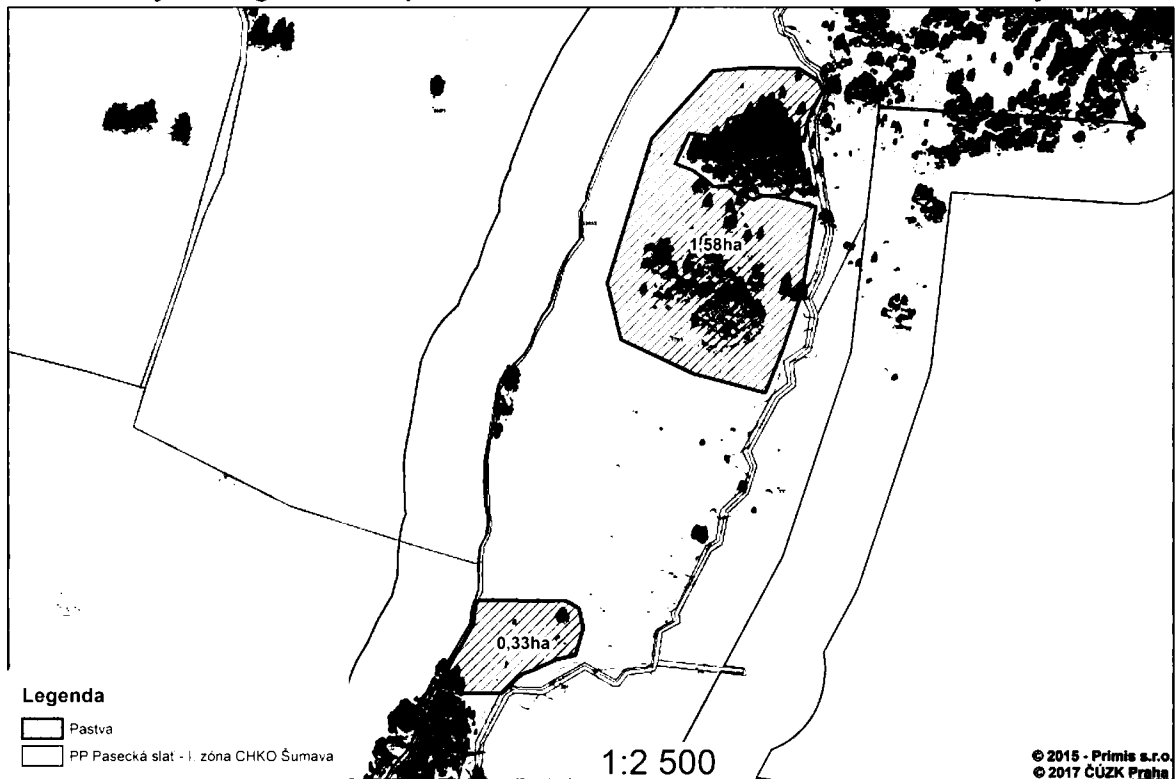 1,58ha
0,33ha
Legenda
Pastva
PP Pasecká slať - I. zóna CHKO Šumava
1:2 500
© 2015 - Primis s.r.o
© 2017 ČÚZK Praha